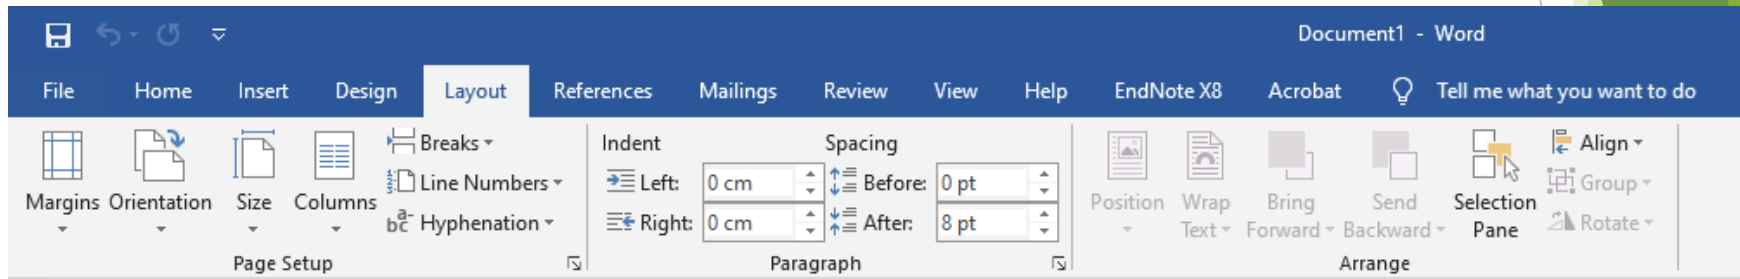 Document1 - Word
File Home Insert Design Layout References Mailings Review View Help EndNote X8 Acrobat Tell me what you want to do
Margins
Orientation
Size
Columns
Breaks
Line Numbers
bc a- Hyphenation
Page Setup
Indent
Left: 0 cm
Right: 0 cm
Spacing
Before: 0 pt
After: 8 pt
Paragraph
Position
Wrap
Text
Bring
Forward
Send
Backward
Selection
Pane
Align
Group
Rotate
Arrange